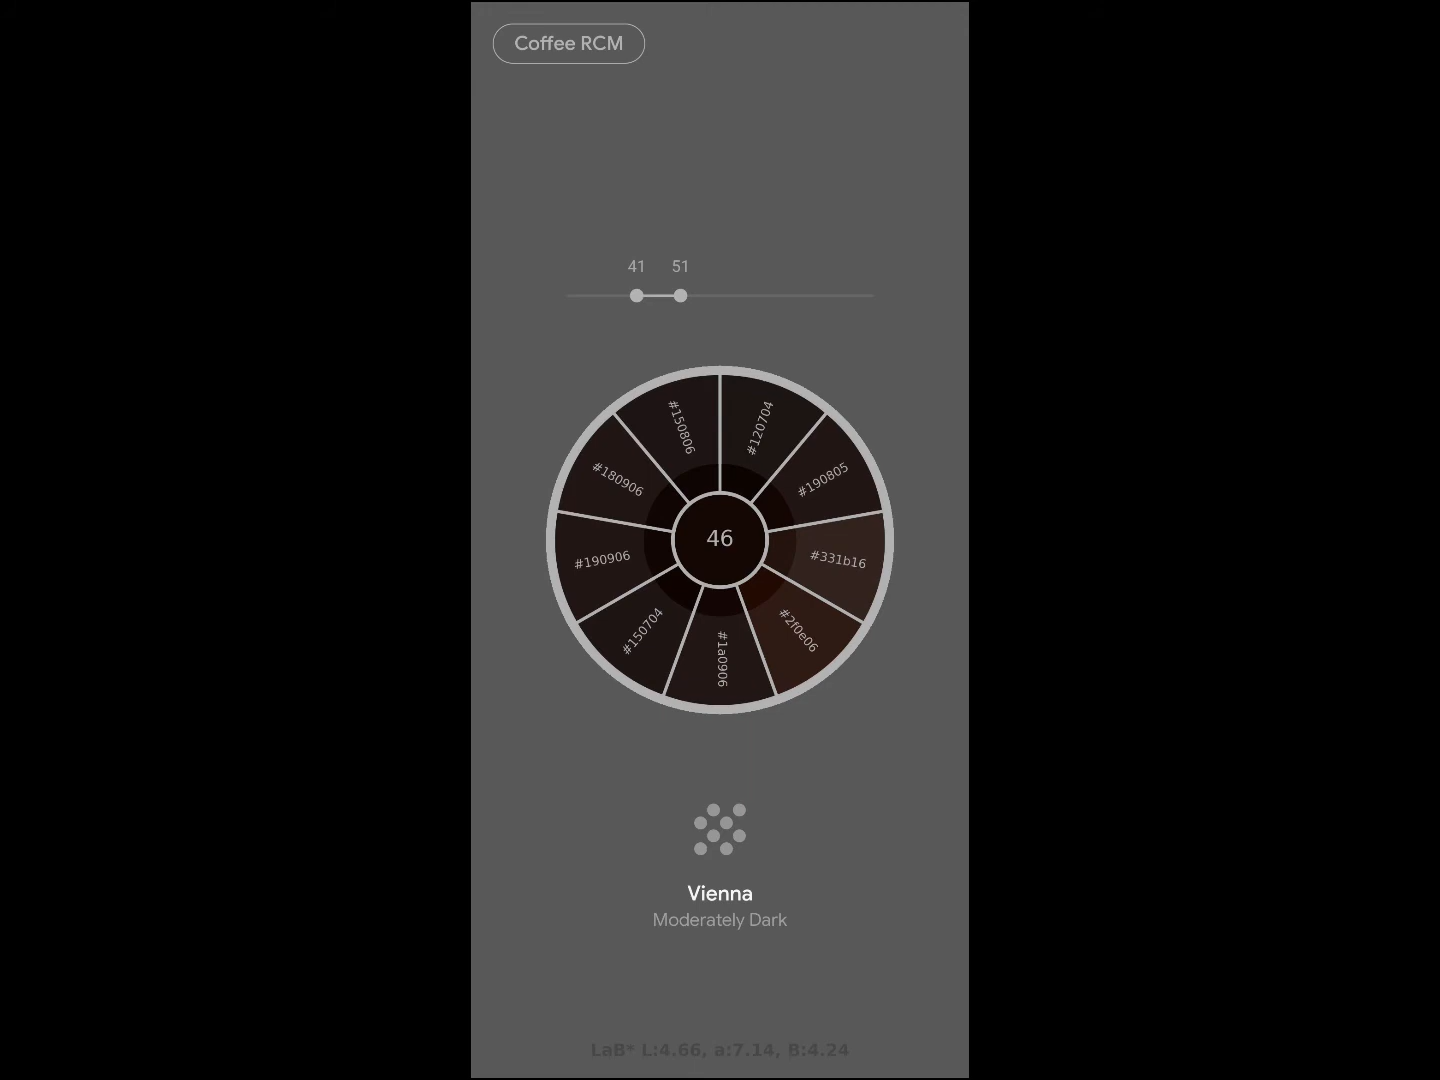 Coffee RCM
41 51
#150806
#120704
#180906
#190805
46
#190906
#331b16
#150704
#1a0906
#2f0e06
Vienna
Moderately Dark
LaB* L:4.66, a:7.14, B:4.24